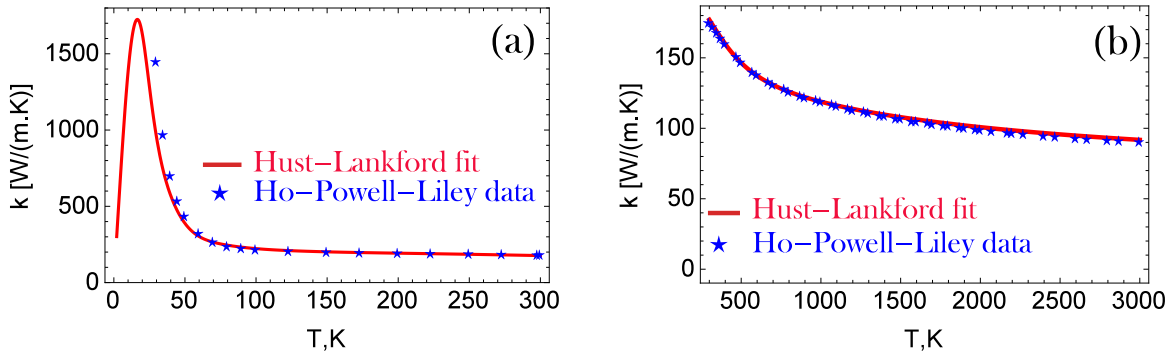 (a)
k [W/(m.K)]
1500
1000
500
0
Hust–Lankford fit
Ho–Powell–Liley data
0 50 100 150 200 250 300
T,K
(b)
k [W/(m.K)]
150
100
50
0
Hust–Lankford fit
Ho–Powell–Liley data
500 1000 1500 2000 2500 3000
T,K